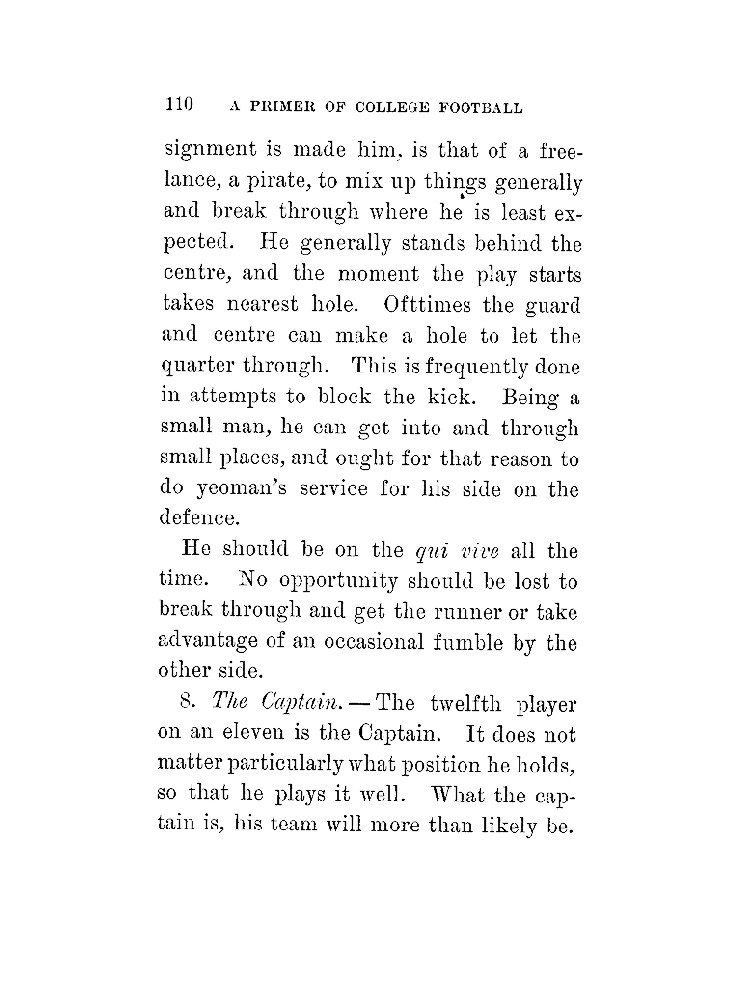 110 A PRIMER OF COLLEGE FOOTBALL
signment is made him, is that of a free-
lance, a pirate, to mix up things generally
and break through where he is least ex-
pected. He generally stands behind the
centre, and the moment the play starts
takes nearest hole. Ofttimes the guard
and centre can make a hole to let the
quarter through. This is frequently done
in attempts to block the kick. Being a
small man, he can get into and through
small places, and ought for that reason to
do yeoman's service for his side on the
defence.
He should be on the qui vive all the
time. No opportunity should be lost to
break through and get the runner or take
advantage of an occasional fumble by the
other side.
8. The Captain. — The twelfth player
on an eleven is the Captain. It does not
matter particularly what position he holds,
so that he plays it well. What the cap-
tain is, his team will more than likely be.